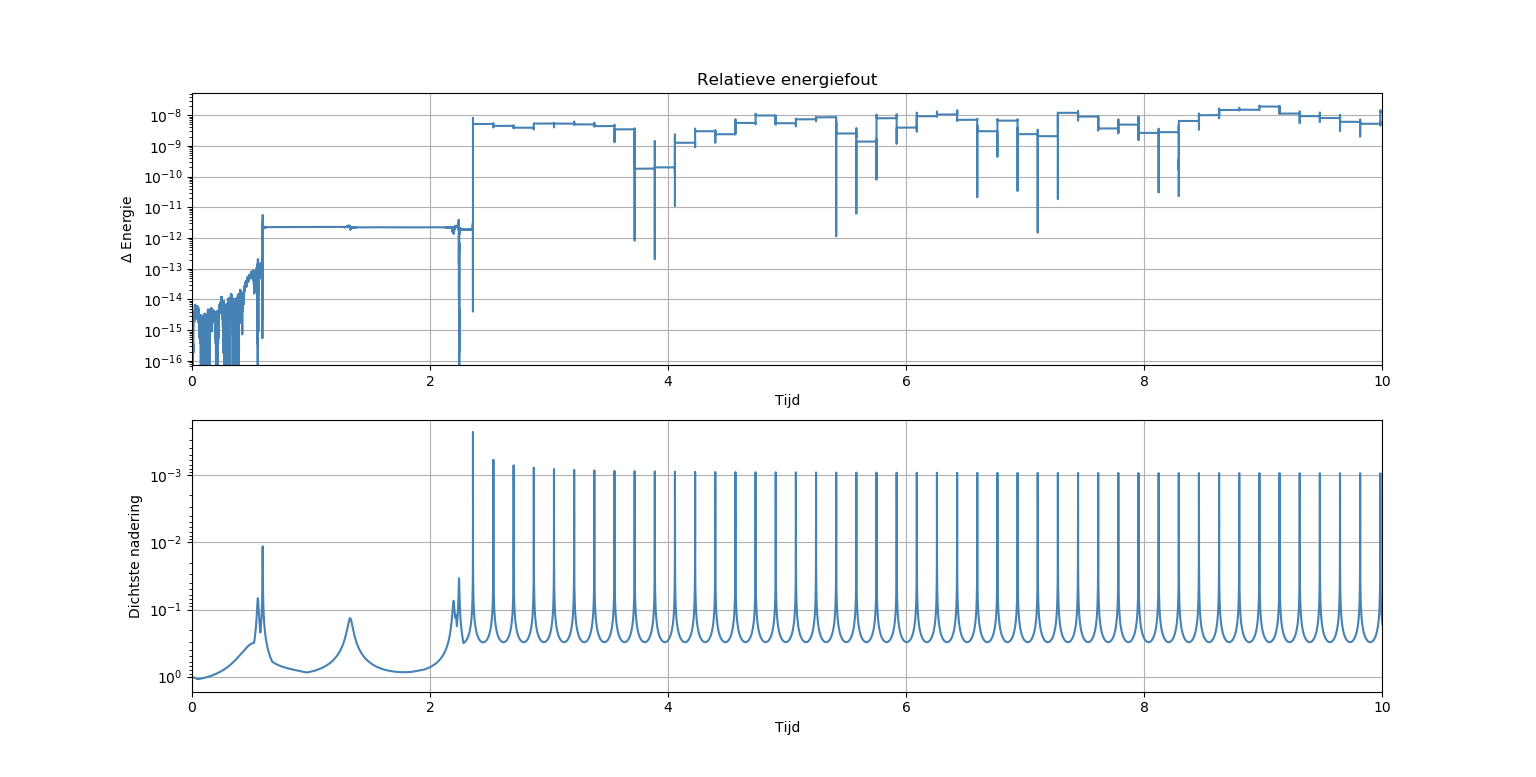 Relatieve energiefout
Δ Energie
10⁻⁸
10⁻⁹
10⁻¹⁰
10⁻¹¹
10⁻¹²
10⁻¹³
10⁻¹⁴
10⁻¹⁵
10⁻¹⁶
0 2 4 6 8 10
Tijd
Dichtste nadering
10⁻³
10⁻²
10⁻¹
10⁰
0 2 4 6 8 10
Tijd